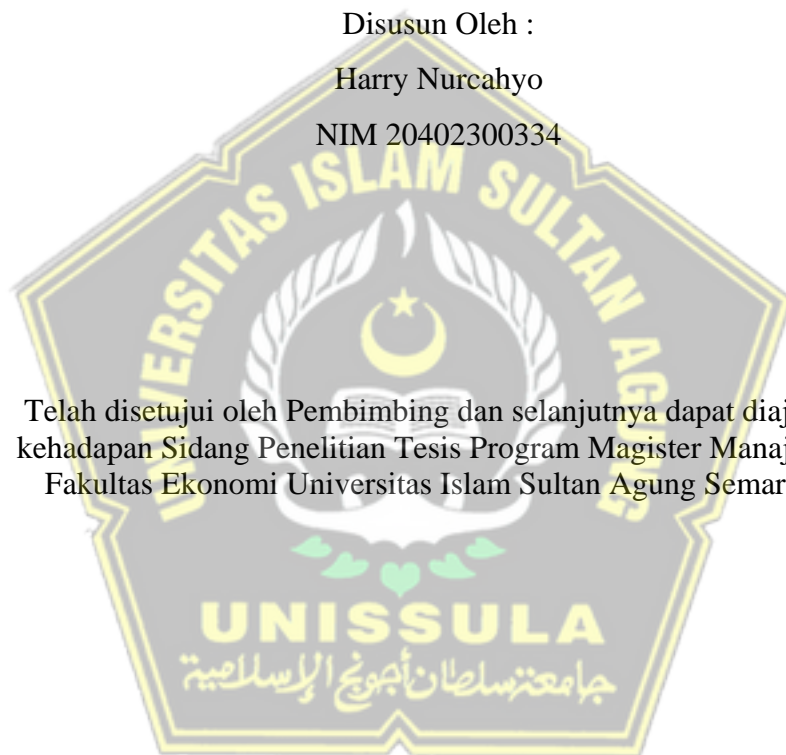 Disusun Oleh :
Harry Nurcahyo
NIM 20402300334
UNIVERSITAS ISLAM SULTAN AGUNG
Telah disetujui oleh Pembimbing dan selanjutnya dapat diaj
kehadapan Sidang Penelitian Tesis Program Magister Manaj
Fakultas Ekonomi Universitas Islam Sultan Agung Semar
UNISSULA
جامعة سلطان أجونج الإسلامية